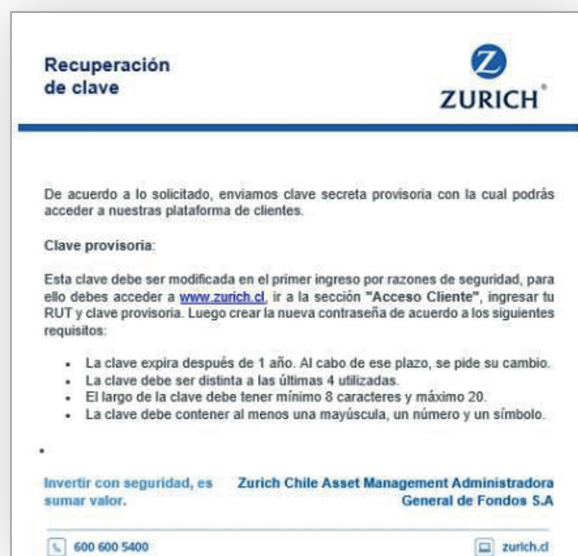 Recuperación
de clave
ZURICH®
De acuerdo a lo solicitado, enviamos clave secreta provisoria con la cual podrás
acceder a nuestras plataforma de clientes.
Clave provisoria:
Esta clave debe ser modificada en el primer ingreso por razones de seguridad, para
ello debes acceder a www.zurich.cl, ir a la sección "Acceso Cliente", ingresar tu
RUT y clave provisoria. Luego crear la nueva contraseña de acuerdo a los siguientes
requisitos:
• La clave expira después de 1 año. Al cabo de ese plazo, se pide su cambio.
• La clave debe ser distinta a las últimas 4 utilizadas.
• El largo de la clave debe tener mínimo 8 caracteres y máximo 20.
• La clave debe contener al menos una mayúscula, un número y un símbolo.
•
Invertir con seguridad, es
sumar valor.
Zurich Chile Asset Management Administradora
General de Fondos S.A
600 600 5400
zurich.cl